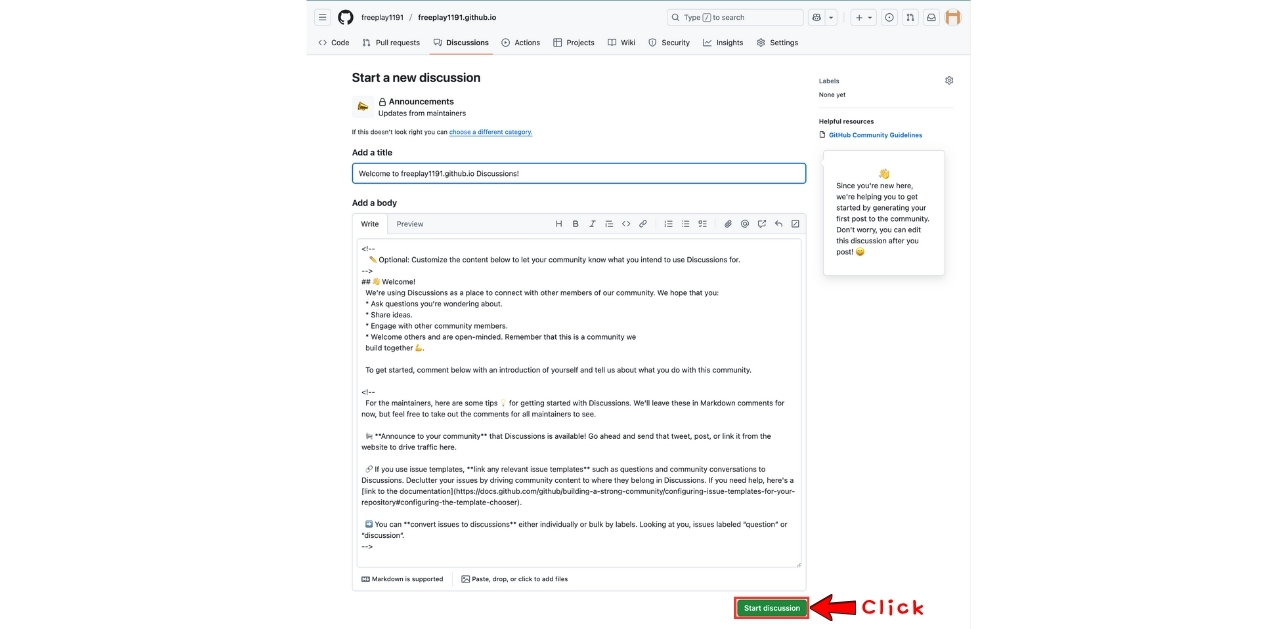 freeplay1191 / freeplay1191.github.io
Type / to search
Code Pull requests Discussions Actions Projects Wiki Security Insights Settings
Start a new discussion
Announcements
Updates from maintainers
If this doesn't look right you can choose a different category.
Add a title
Welcome to freeplay1191.github.io Discussions!
Add a body
Write Preview
<!--
✏️ Optional: Customize the content below to let your community know what you intend to use Discussions for.
-->
## 👋 Welcome!
We're using Discussions as a place to connect with other members of our community. We hope that you:
* Ask questions you're wondering about.
* Share ideas.
* Engage with other community members.
* Welcome others and are open-minded. Remember that this is a community we
build together 💪.
To get started, comment below with an introduction of yourself and tell us about what you do with this community.
<!--
For the maintainers, here are some tips 💡 for getting started with Discussions. We'll leave these in Markdown comments for
now, but feel free to take out the comments for all maintainers to see.
📢 **Announce to your community** that Discussions is available! Go ahead and send that tweet, post, or link it from the
website to drive traffic here.
🔗 If you use issue templates, **link any relevant issue templates** such as questions and community conversations to
Discussions. Declutter your issues by driving community content to where they belong in Discussions. If you need help, here's a
[link to the documentation](https://docs.github.com/github/building-a-strong-community/configuring-issue-templates-for-your-
repository#configuring-the-template-chooser).
➡️ You can **convert issues to discussions** either individually or bulk by labels. Looking at you, issues labeled "question" or
"discussion".
-->
Markdown is supported
Paste, drop, or click to add files
Start discussion
Click
Labels
None yet
Helpful resources
GitHub Community Guidelines
👋
Since you're new here,
we're helping you to get
started by generating your
first post to the community.
Don't worry, you can edit
this discussion after you
post! 😄